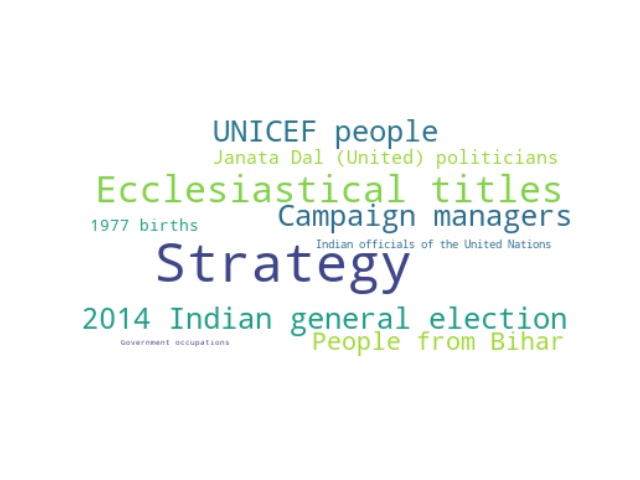 UNICEF people
Janata Dal (United) politicians
Ecclesiastical titles
Campaign managers
1977 births
Indian officials of the United Nations
Strategy
2014 Indian general election
People from Bihar
Government occupations